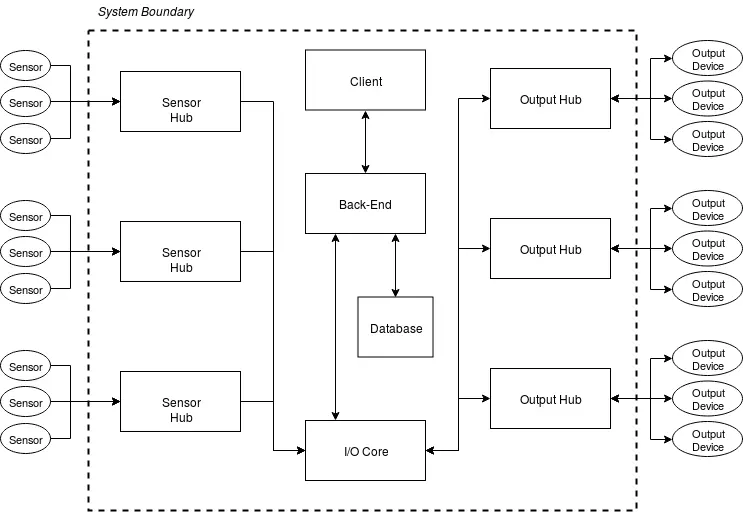 System Boundary
Sensor
Sensor
Sensor
Sensor
Hub
Client
Output Hub
Output
Device
Output
Device
Output
Device
Sensor
Sensor
Sensor
Sensor
Hub
Back-End
Output Hub
Output
Device
Output
Device
Output
Device
Database
Sensor
Sensor
Sensor
Sensor
Hub
I/O Core
Output Hub
Output
Device
Output
Device
Output
Device